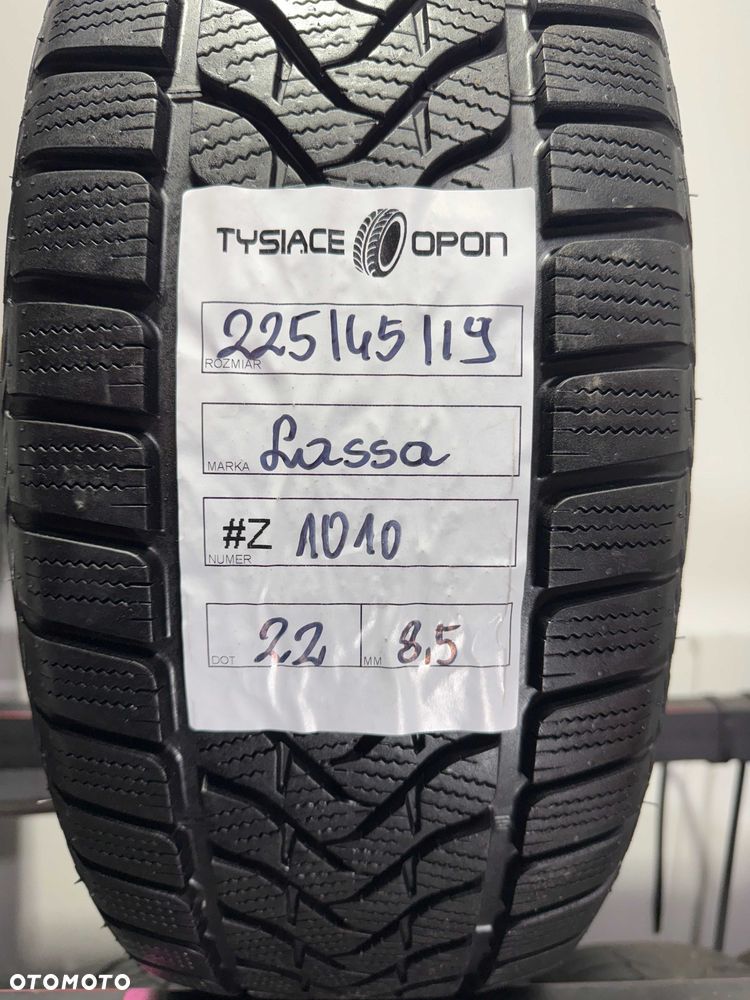 TYSIACE OPON
225/45/19
ROZMIAR
MARKA Lassa
#Z 1010
NUMER
DOT 22 MM 8,5
OTOMOTO